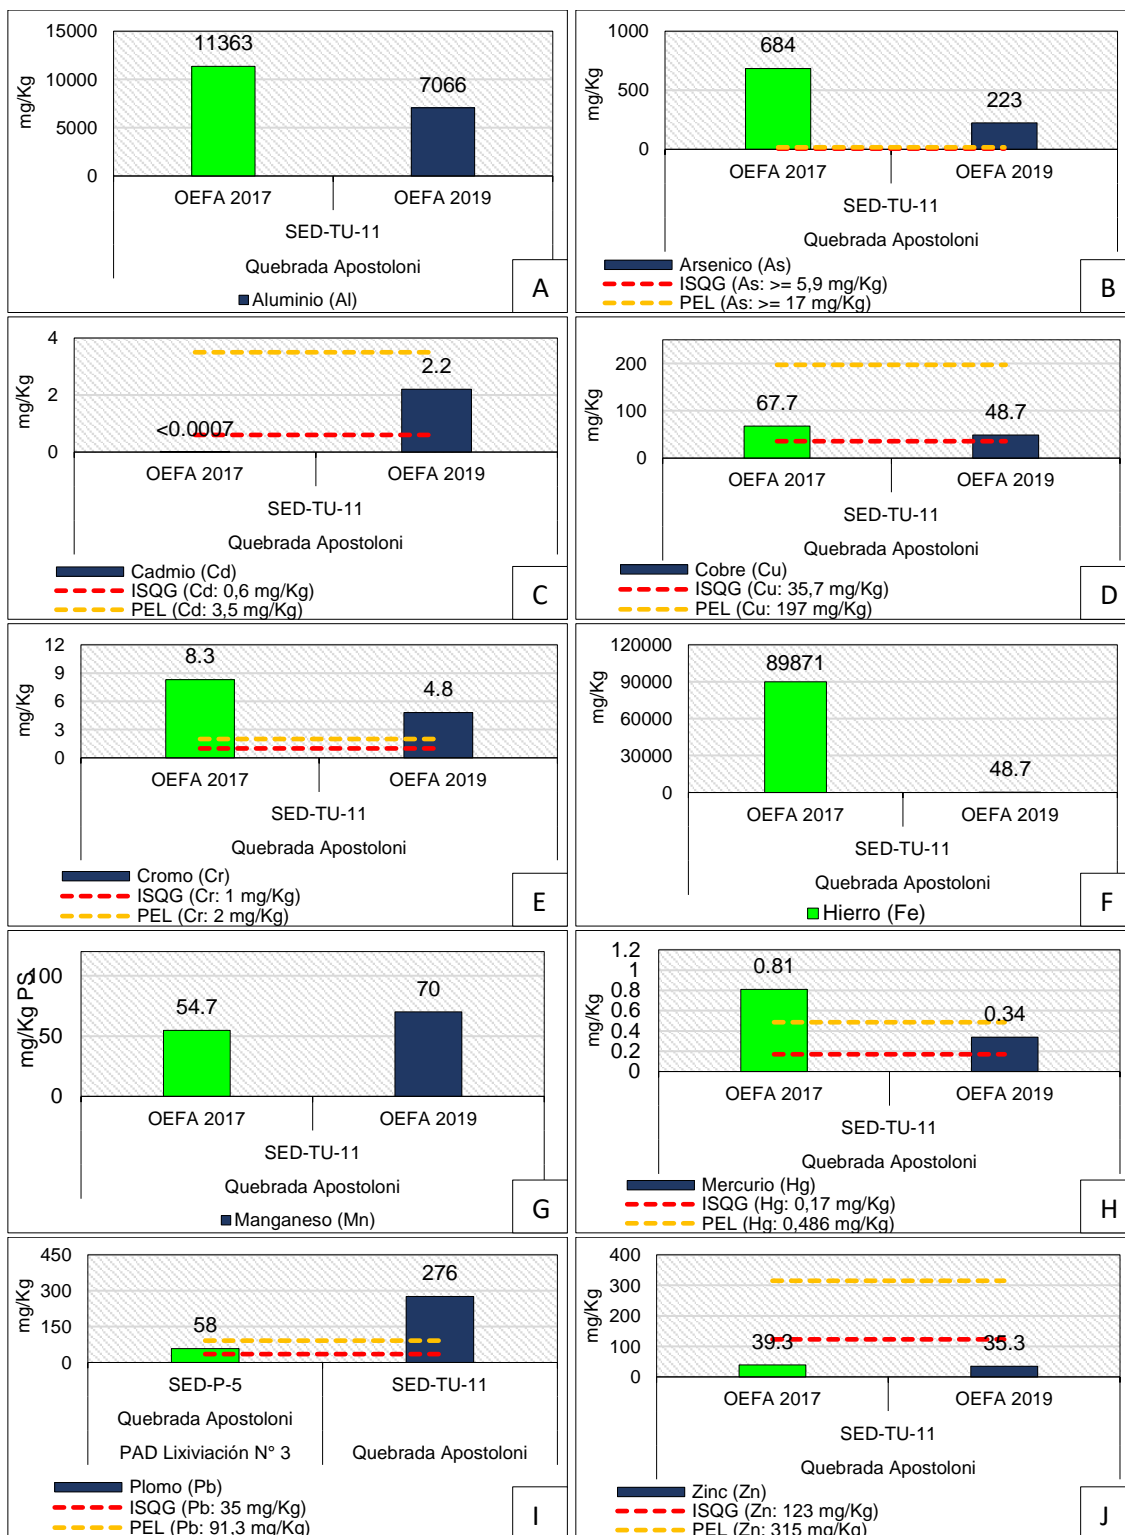 15000
11363
10000
7066
5000
0
mg/Kg
OEFA 2017
OEFA 2019
SED-TU-11
Quebrada Apostoloni
Aluminio (Al)
A
1000
684
500
223
0
mg/Kg
OEFA 2017
OEFA 2019
SED-TU-11
Quebrada Apostoloni
Arsenico (As)
ISQG (As: >= 5,9 mg/Kg)
PEL (As: >= 17 mg/Kg)
B
4
2.2
2
<0.0007
0
mg/Kg
OEFA 2017
OEFA 2019
SED-TU-11
Quebrada Apostoloni
Cadmio (Cd)
ISQG (Cd: 0,6 mg/Kg)
PEL (Cd: 3,5 mg/Kg)
C
200
100
67.7
48.7
0
mg/Kg
OEFA 2017
OEFA 2019
SED-TU-11
Quebrada Apostoloni
Cobre (Cu)
ISQG (Cu: 35,7 mg/Kg)
PEL (Cu: 197 mg/Kg)
D
12
8.3
9
6
4.8
3
0
mg/Kg
OEFA 2017
OEFA 2019
SED-TU-11
Quebrada Apostoloni
Cromo (Cr)
ISQG (Cr: 1 mg/Kg)
PEL (Cr: 2 mg/Kg)
E
120000
89871
90000
60000
30000
48.7
0
mg/Kg
OEFA 2017
OEFA 2019
SED-TU-11
Quebrada Apostoloni
Hierro (Fe)
F
100
70
54.7
50
0
mg/Kg PS
OEFA 2017
OEFA 2019
SED-TU-11
Quebrada Apostoloni
Manganeso (Mn)
G
1.2
1
0.81
0.8
0.6
0.4
0.34
0.2
0
mg/Kg
OEFA 2017
OEFA 2019
SED-TU-11
Quebrada Apostoloni
Mercurio (Hg)
ISQG (Hg: 0,17 mg/Kg)
PEL (Hg: 0,486 mg/Kg)
H
450
300
276
150
58
0
mg/Kg
SED-P-5
SED-TU-11
Quebrada Apostoloni
PAD Lixiviación N° 3
Quebrada Apostoloni
Plomo (Pb)
ISQG (Pb: 35 mg/Kg)
PEL (Pb: 91,3 mg/Kg)
I
400
300
200
100
39.3
35.3
0
mg/Kg
OEFA 2017
OEFA 2019
SED-TU-11
Quebrada Apostoloni
Zinc (Zn)
ISQG (Zn: 123 mg/Kg)
PEL (Zn: 315 mg/Kg)
J